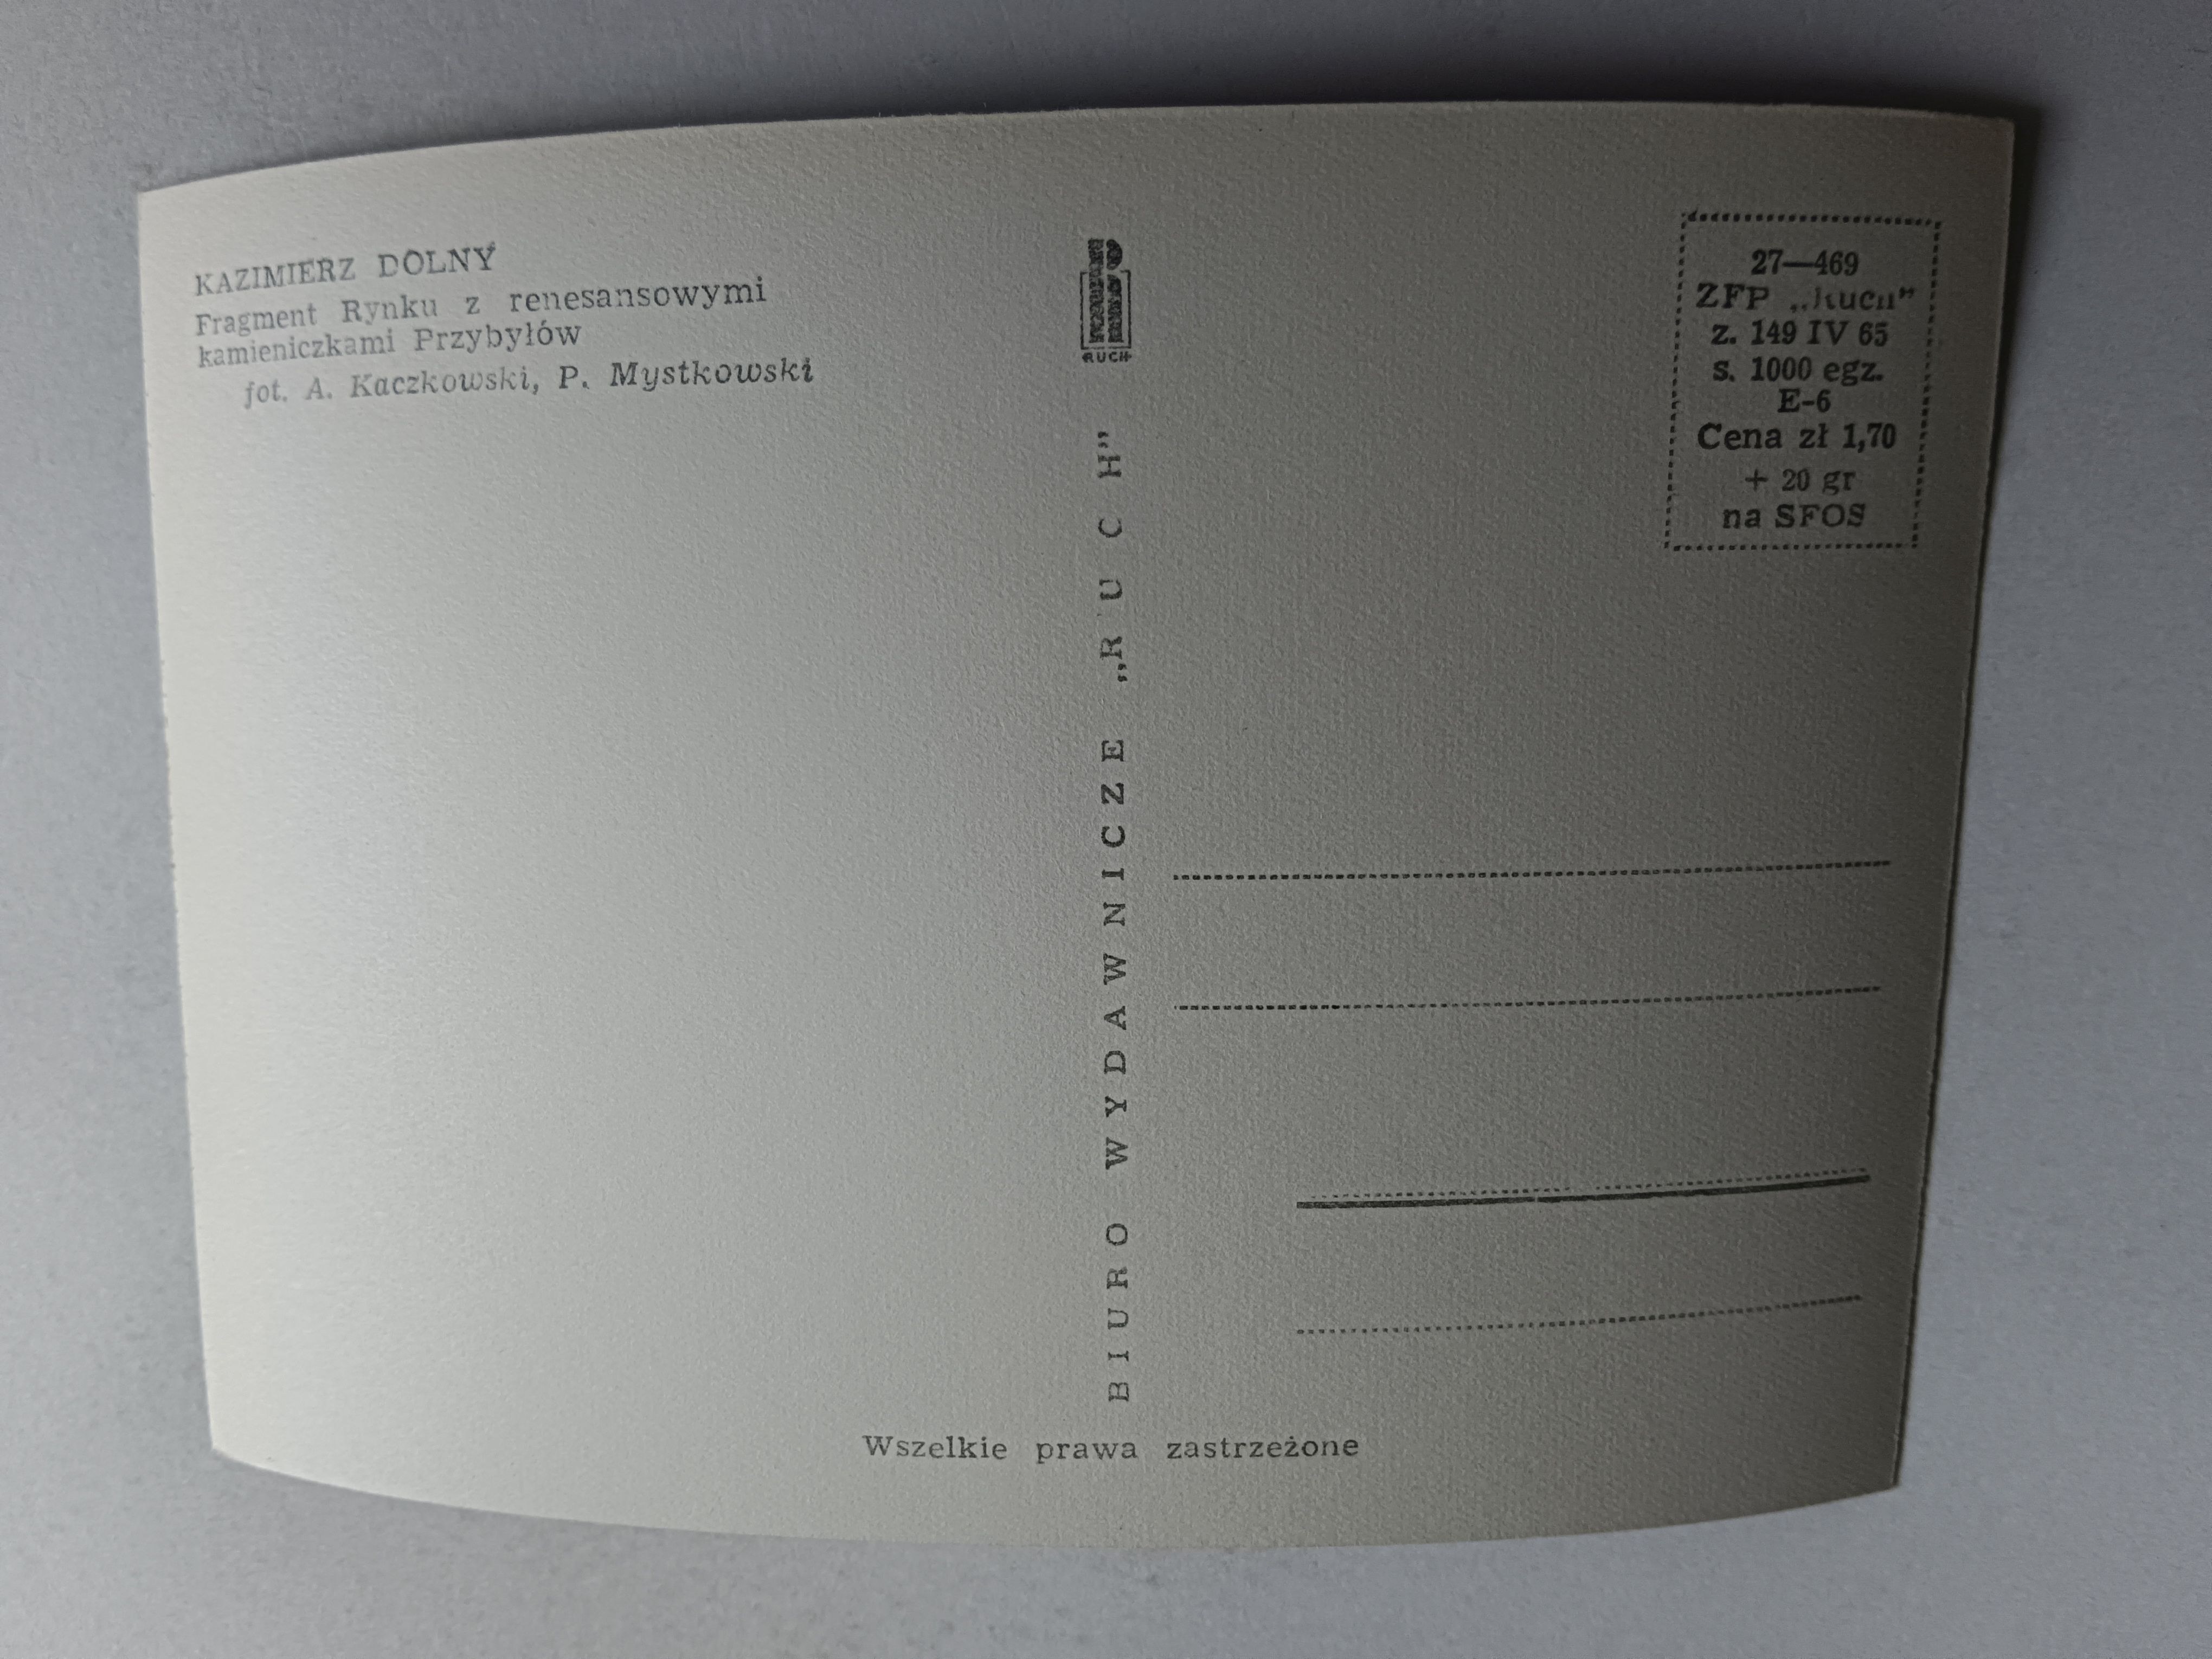 KAZIMIERZ DOLNY
Fragment Rynku z renesansowymi
kamieniczkami Przybyłów
fot. A. Kaczkowski, P. Mystkowski
RUCH
BIURO WYDAWNICZE „RUCH”
27—469
ZFP „Ruch”
z. 149 IV 65
s. 1000 egz.
E-6
Cena zł 1,70
+ 20 gr
na SFOS
Wszelkie prawa zastrzeżone